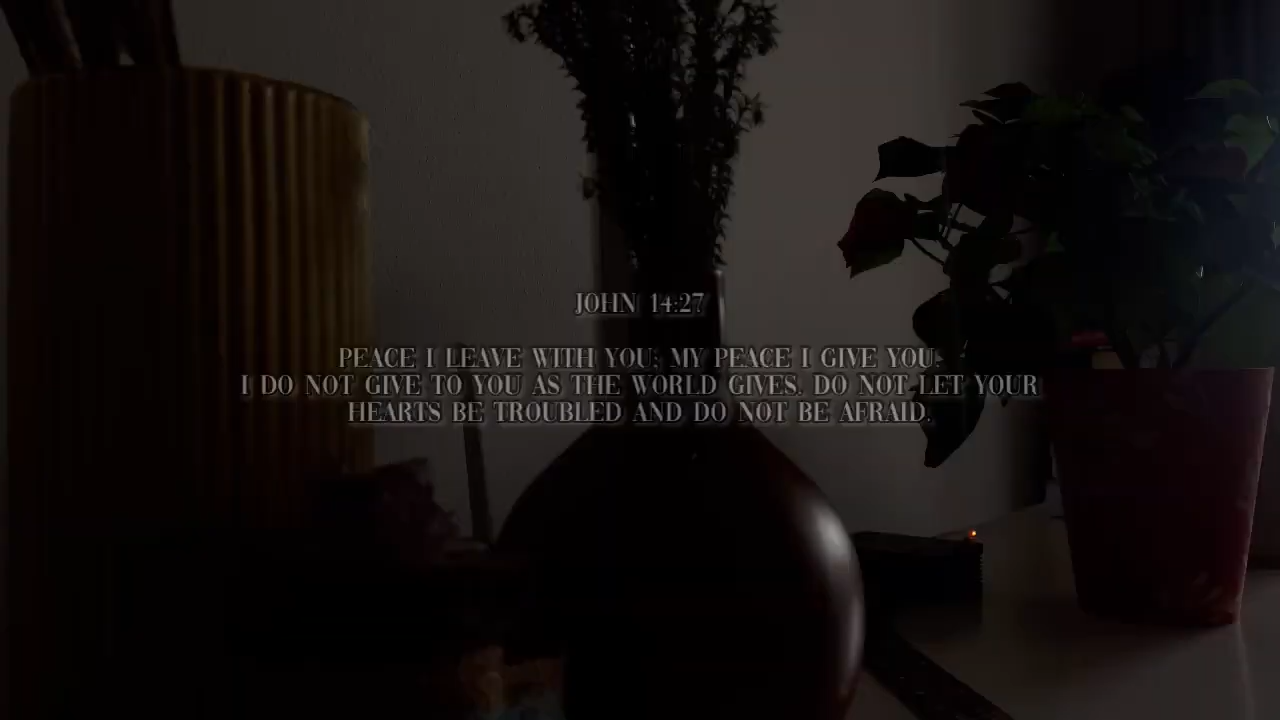 JOHN 14:27
PEACE I LEAVE WITH YOU; MY PEACE I GIVE YOU.
I DO NOT GIVE TO YOU AS THE WORLD GIVES. DO NOT LET YOUR
HEARTS BE TROUBLED AND DO NOT BE AFRAID.